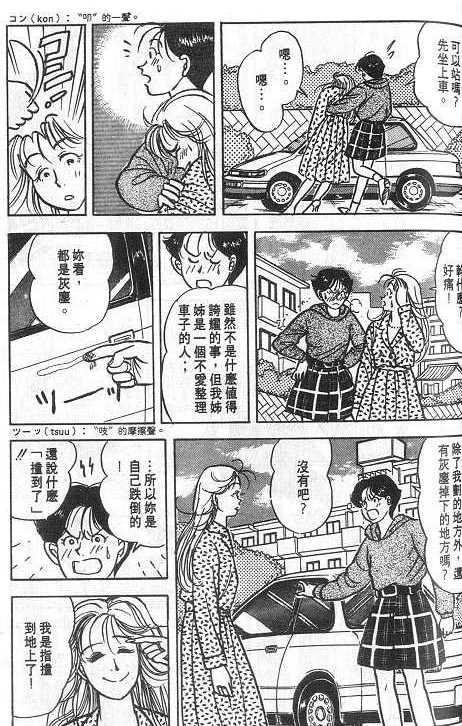 コン（kon）：“叩”的一聲。
可以站嗎？
先坐上車。
嗯…。
嗯…。
好痛！
雖然不是什麼值得
誇耀的事，但我姊
姊是一個不愛整理
車子的人；
妳看，
都是灰塵。
ツーッ
ツーッ（tsuu）：“吱”的摩擦聲。
除了我劃的地方外，還
有灰塵掉下的地方嗎？
沒有吧？
…所以妳是
自己跌倒的
！
還說什麼
「撞到了」
!!
我是指撞
到地上了！